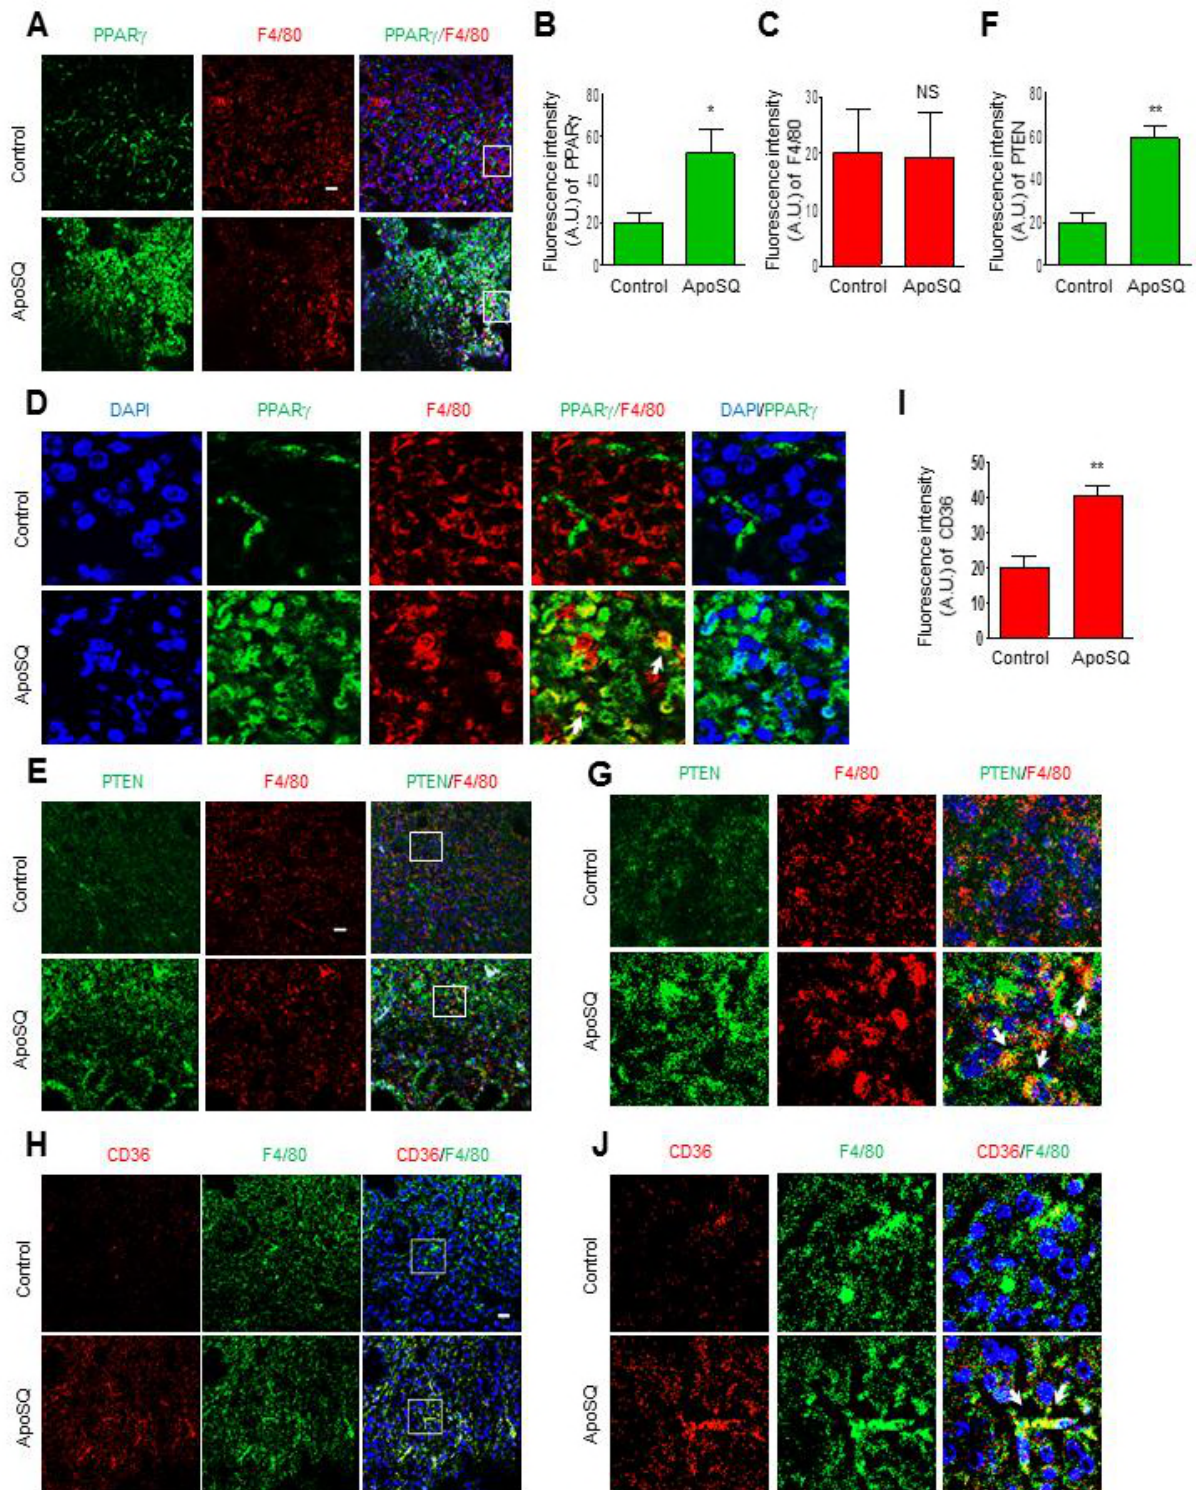 A
PPARγ F4/80 PPARγ/F4/80
Control
ApoSQ
B
Fluorescence intensity
(A.U.) of PPARγ
80
60
40
20
0
*
Control ApoSQ
C
Fluorescence intensity
(A.U.) of F4/80
30
20
10
0
NS
Control ApoSQ
F
Fluorescence intensity
(A.U.) of PTEN
80
60
40
20
0
**
Control ApoSQ
D
DAPI PPARγ F4/80 PPARγ/F4/80 DAPI/PPARγ
Control
ApoSQ
I
Fluorescence intensity
(A.U.) of CD36
50
40
30
20
10
0
**
Control ApoSQ
E
PTEN F4/80 PTEN/F4/80
Control
ApoSQ
G
PTEN F4/80 PTEN/F4/80
Control
ApoSQ
H
CD36 F4/80 CD36/F4/80
Control
ApoSQ
J
CD36 F4/80 CD36/F4/80
Control
ApoSQ